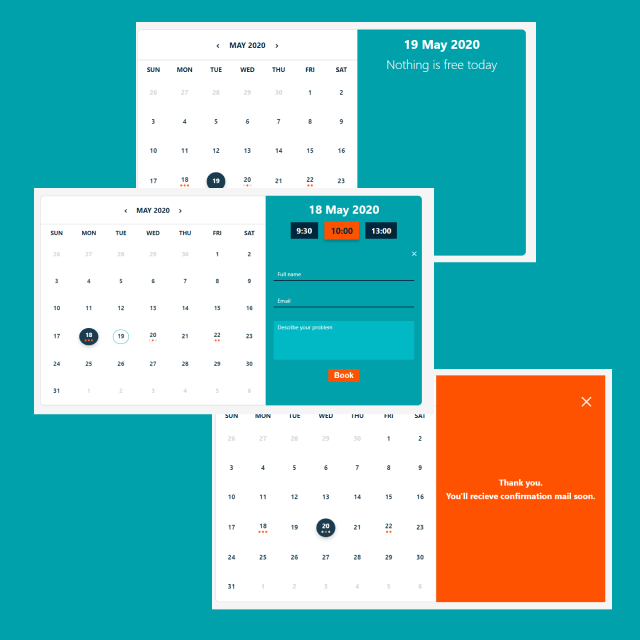 ‹ MAY 2020 ›
SUN MON TUE WED THU FRI SAT
26 27 28 29 30 1 2
3 4 5 6 7 8 9
10 11 12 13 14 15 16
17 18 19 20 21 22 23
19 May 2020
Nothing is free today
‹ MAY 2020 ›
SUN MON TUE WED THU FRI SAT
26 27 28 29 30 1 2
3 4 5 6 7 8 9
10 11 12 13 14 15 16
17 18 19 20 21 22 23
24 25 26 27 28 29 30
31 1 2 3 4 5 6
18 May 2020
9:30 10:00 13:00
Full name
Email
Describe your problem
Book
SUN MON TUE WED THU FRI SAT
26 27 28 29 30 1 2
3 4 5 6 7 8 9
10 11 12 13 14 15 16
17 18 19 20 21 22 23
24 25 26 27 28 29 30
31 1 2 3 4 5 6
Thank you.
You'll recieve confirmation mail soon.